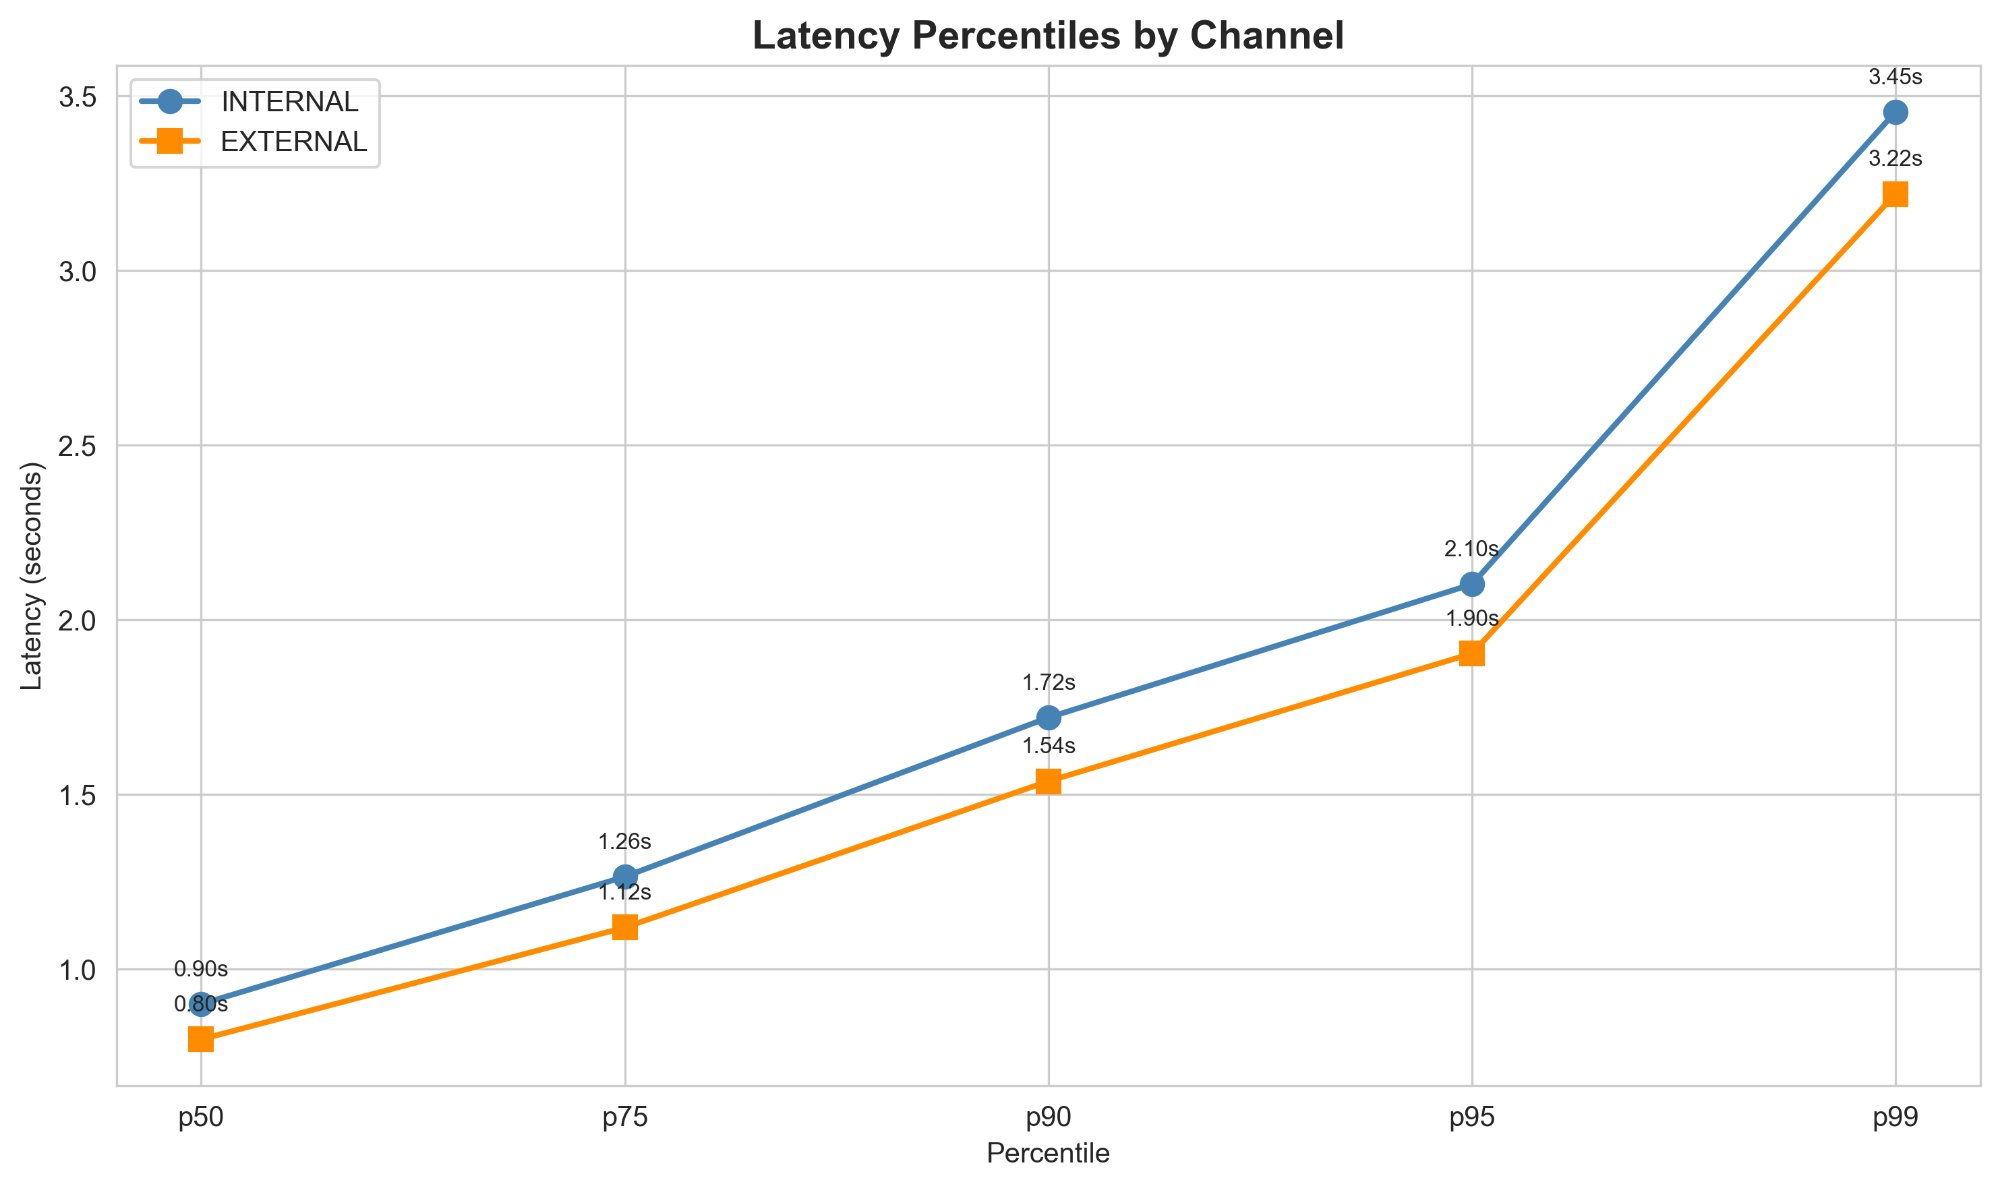 Latency Percentiles by Channel
INTERNAL
EXTERNAL
3.5
3.0
2.5
2.0
1.5
1.0
Latency (seconds)
3.45s
3.22s
2.10s
1.90s
1.72s
1.54s
1.26s
1.12s
0.90s
0.80s
p50
p75
p90
p95
p99
Percentile